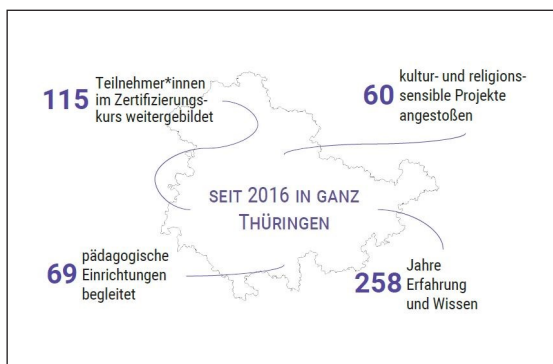 115 Teilnehmer*innen
im Zertifizierungs-
kurs weitergebildet
60 kultur- und religions-
sensible Projekte
angestoßen
SEIT 2016 IN GANZ
THÜRINGEN
69 pädagogische
Einrichtungen
begleitet
258 Jahre
Erfahrung
und Wissen